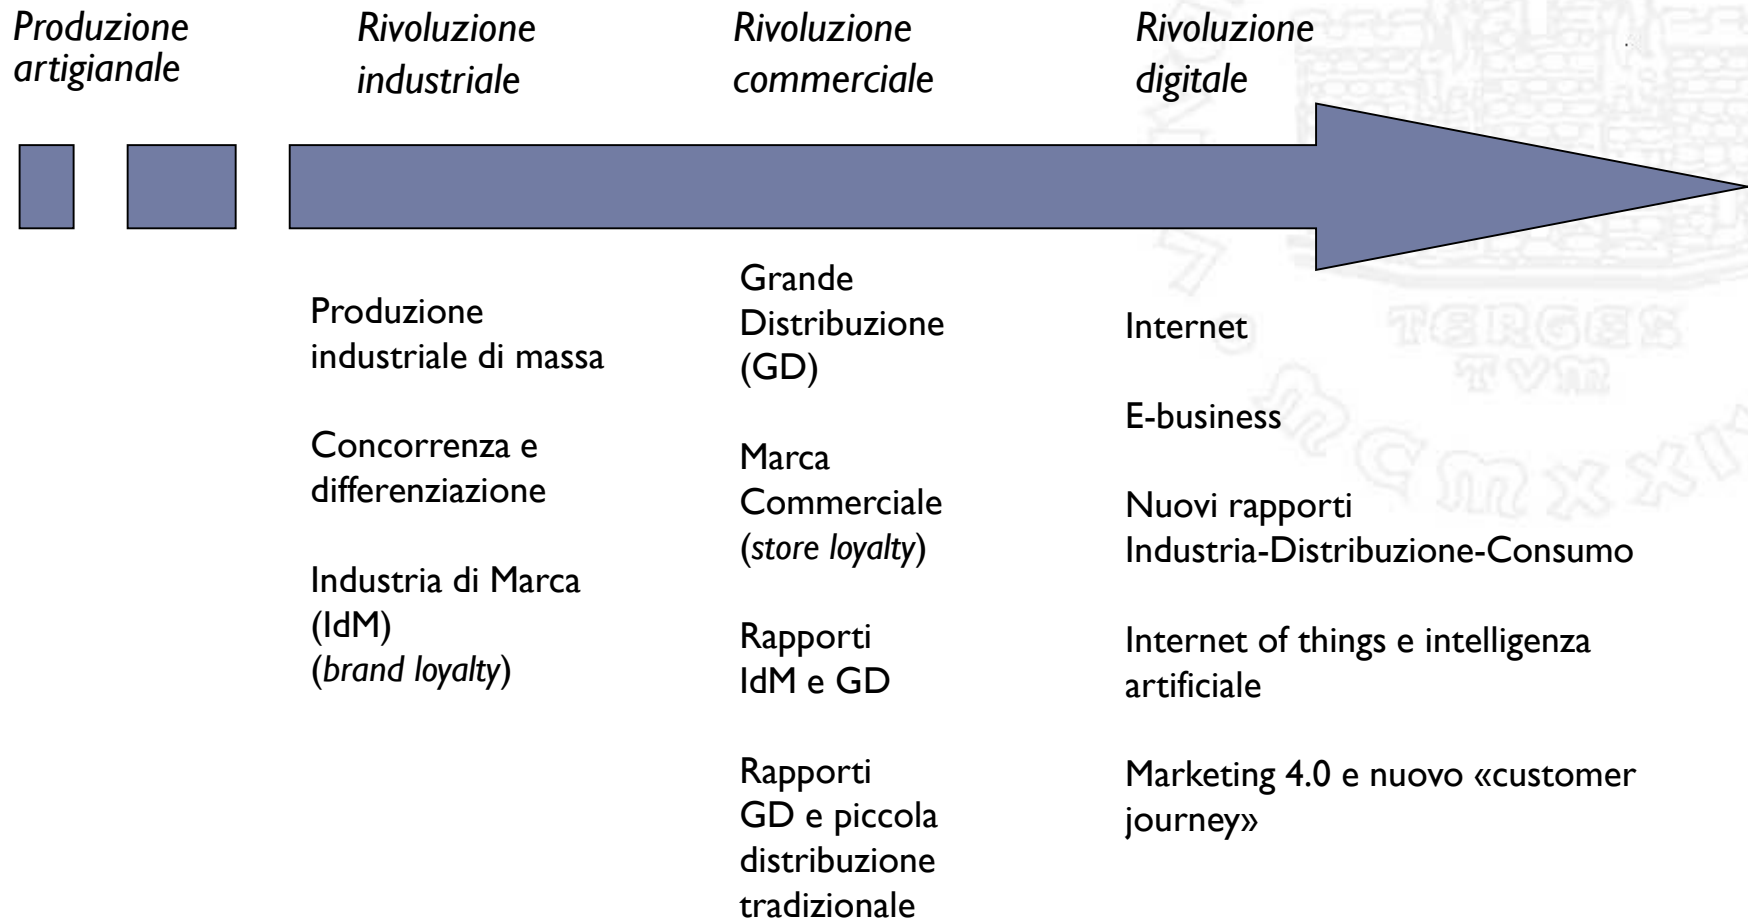 Produzione
artigianale
Rivoluzione
industriale
Rivoluzione
commerciale
Rivoluzione
digitale
Produzione
industriale di massa
Concorrenza e
differenziazione
Industria di Marca
(IdM)
(brand loyalty)
Grande
Distribuzione
(GD)
Marca
Commerciale
(store loyalty)
Rapporti
IdM e GD
Rapporti
GD e piccola
distribuzione
tradizionale
Internet
E-business
Nuovi rapporti
Industria-Distribuzione-Consumo
Internet of things e intelligenza
artificiale
Marketing 4.0 e nuovo «customer
journey»
TERGES
TVM